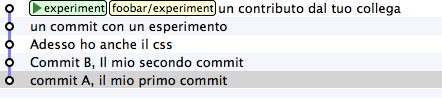 experiment foobar/experiment un contributo dal tuo collega
un commit con un esperimento
Adesso ho anche il css
Commit B, Il mio secondo commit
commit A, il mio primo commit